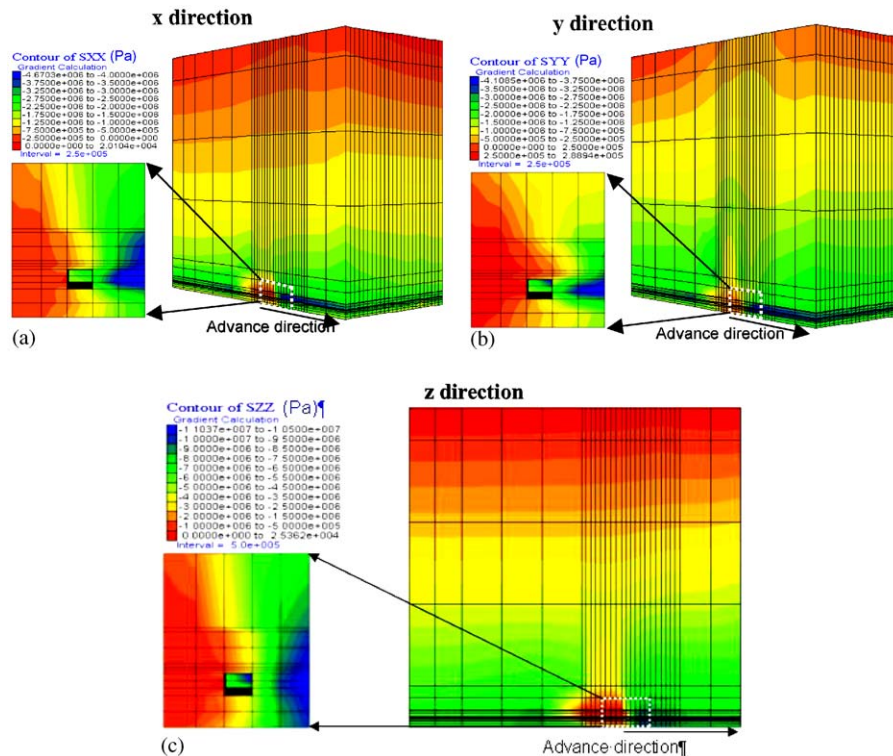 x direction
Contour of SXX (Pa)
Gradient Calculation
-4.6703e+006 to -4.0000e+006
-3.7500e+006 to -3.5000e+006
-3.2500e+006 to -3.0000e+006
-2.7500e+006 to -2.5000e+006
-2.2500e+006 to -2.0000e+006
-1.7500e+006 to -1.5000e+006
-1.2500e+006 to -1.0000e+006
-7.5000e+005 to -5.0000e+005
-2.5000e+005 to 0.0000e+000
0.0000e+000 to 2.0104e+004
Interval = 2.5e+005
Advance direction
(a)
y direction
Contour of SYY (Pa)
Gradient Calculation
-4.1085e+006 to -3.7500e+006
-3.5000e+006 to -3.2500e+006
-3.0000e+006 to -2.7500e+006
-2.5000e+006 to -2.2500e+006
-2.0000e+006 to -1.7500e+006
-1.5000e+006 to -1.2500e+006
-1.0000e+006 to -7.5000e+005
-5.0000e+005 to -2.5000e+005
0.0000e+000 to 2.5000e+005
2.5000e+005 to 2.8894e+005
Interval = 2.5e+005
Advance direction
(b)
z direction
Contour of SZZ (Pa)¶
Gradient Calculation
-1.1037e+007 to -1.0500e+007
-1.0000e+007 to -9.5000e+006
-9.0000e+006 to -8.5000e+006
-8.0000e+006 to -7.5000e+006
-7.0000e+006 to -6.5000e+006
-6.0000e+006 to -5.5000e+006
-5.0000e+006 to -4.5000e+006
-4.0000e+006 to -3.5000e+006
-3.0000e+006 to -2.5000e+006
-2.0000e+006 to -1.5000e+006
-1.0000e+006 to -5.0000e+005
0.0000e+000 to 2.5362e+004
Interval = 5.0e+005
(c)
Advance·direction¶